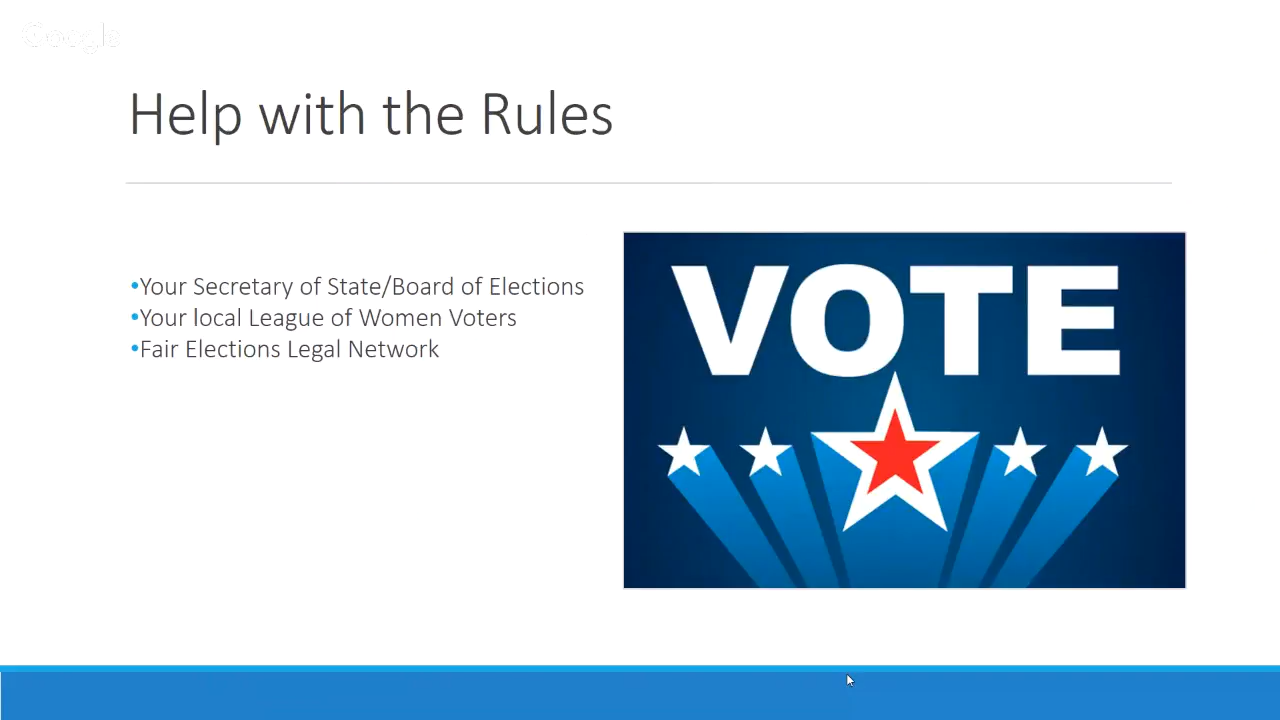 Google
Help with the Rules
•Your Secretary of State/Board of Elections
•Your local League of Women Voters
•Fair Elections Legal Network
VOTE